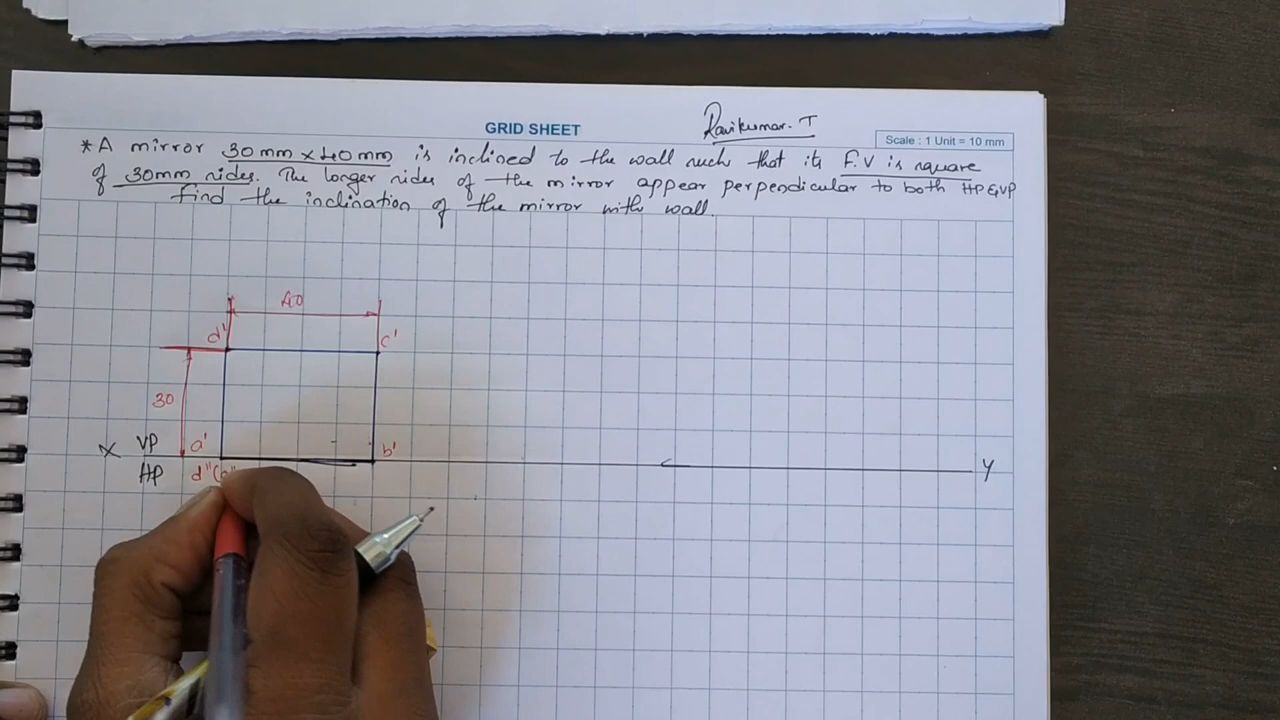 GRID SHEET
Ravikumar. T
Scale : 1 Unit = 10 mm
*A mirror 30mm x 40mm is inclined to the wall such that its F.V is square
of 30mm sides. The longer sides of the mirror appear perpendicular to both HP & VP
find the inclination of the mirror with wall.
40
d' c'
30
X VP a' b' Y
HP d"(